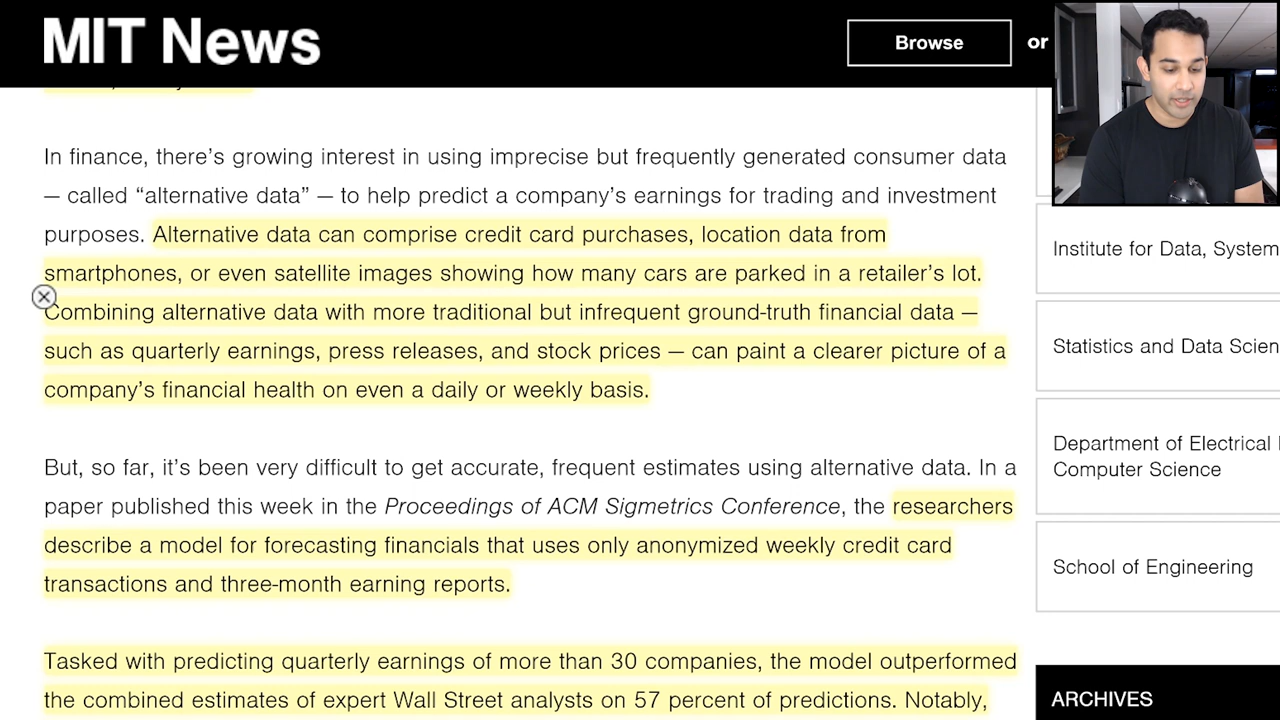 MIT News
Browse
or
In finance, there’s growing interest in using imprecise but frequently generated consumer data
— called “alternative data” — to help predict a company’s earnings for trading and investment
purposes. Alternative data can comprise credit card purchases, location data from
smartphones, or even satellite images showing how many cars are parked in a retailer’s lot.
Combining alternative data with more traditional but infrequent ground-truth financial data —
such as quarterly earnings, press releases, and stock prices — can paint a clearer picture of a
company’s financial health on even a daily or weekly basis.
But, so far, it’s been very difficult to get accurate, frequent estimates using alternative data. In a
paper published this week in the Proceedings of ACM Sigmetrics Conference, the researchers
describe a model for forecasting financials that uses only anonymized weekly credit card
transactions and three-month earning reports.
Tasked with predicting quarterly earnings of more than 30 companies, the model outperformed
the combined estimates of expert Wall Street analysts on 57 percent of predictions. Notably,
Institute for Data, System
Statistics and Data Scien
Department of Electrical
Computer Science
School of Engineering
ARCHIVES